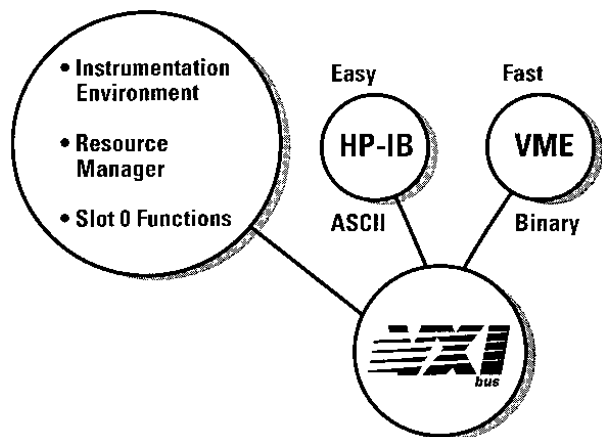 • Instrumentation
Environment
• Resource
Manager
• Slot 0 Functions
Easy
HP-IB
ASCII
Fast
VME
Binary
VXI
bus